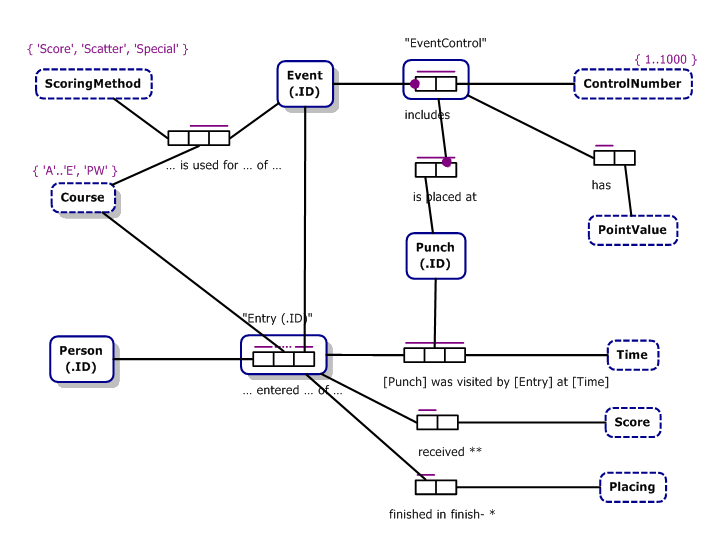 "EventControl"
{ 'Score', 'Scatter', 'Special' }
{ 1..1000 }
ScoringMethod
Event
(.ID)
ControlNumber
includes
… is used for … of …
{ 'A'..'E', 'PW' }
Course
is placed at
has
PointValue
Punch
(.ID)
"Entry (.ID)"
Person
(.ID)
Time
… entered … of …
[Punch] was visited by [Entry] at [Time]
Score
received **
Placing
finished in finish- *